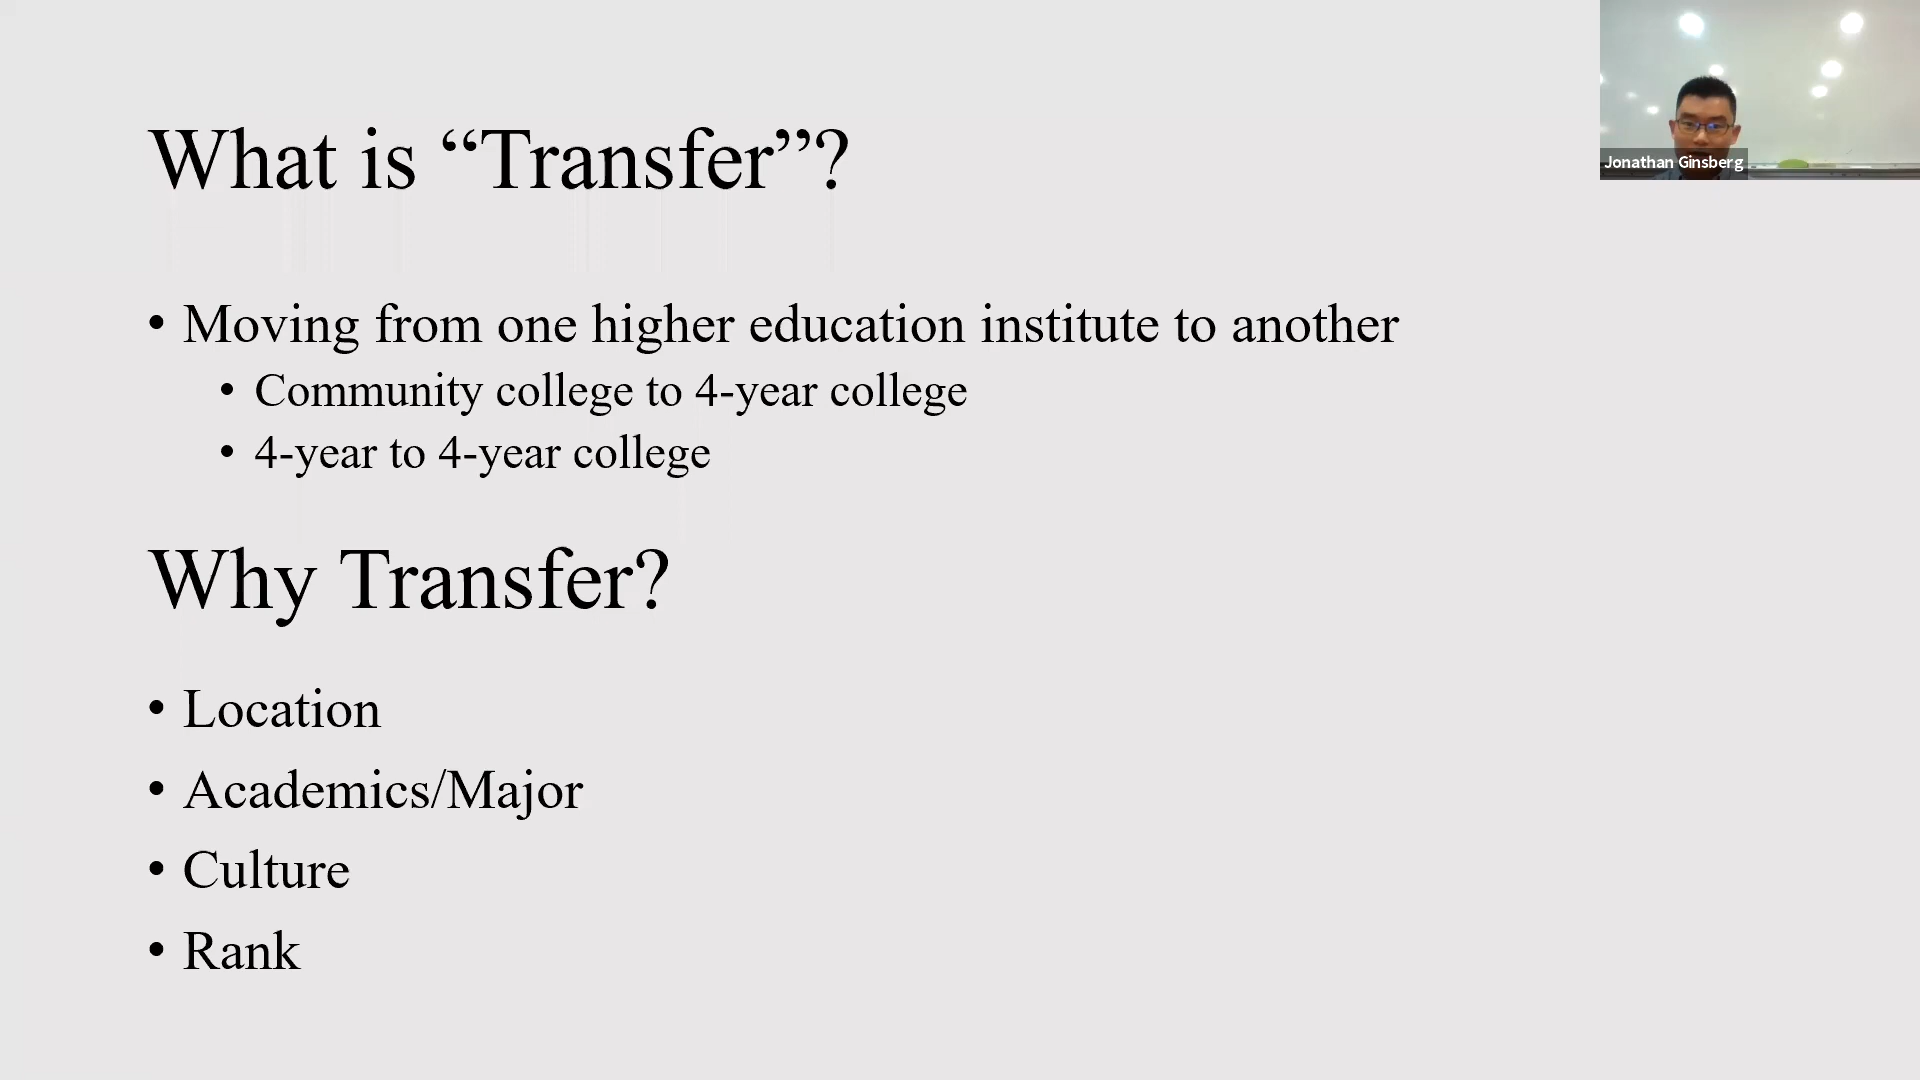 What is “Transfer”?
• Moving from one higher education institute to another
• Community college to 4-year college
• 4-year to 4-year college
Why Transfer?
• Location
• Academics/Major
• Culture
• Rank
Jonathan Ginsberg